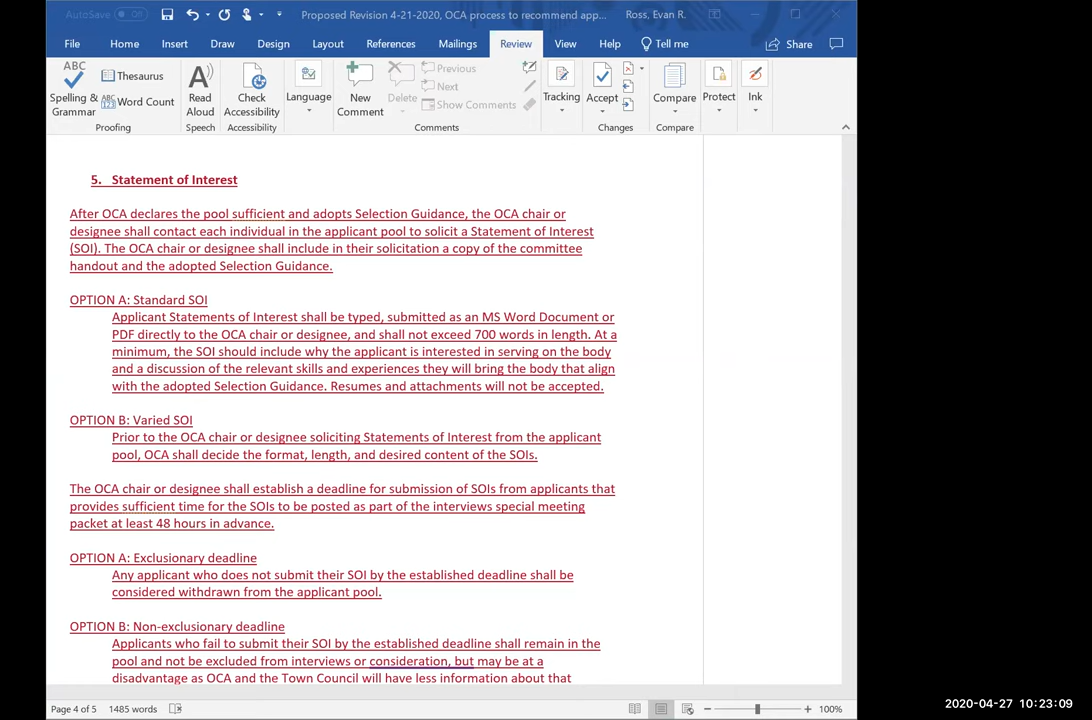 AutoSave Off Proposed Revision 4-21-2020, OCA process to recommend app... Ross, Evan R.
File Home Insert Draw Design Layout References Mailings Review View Help Tell me Share
ABC Spelling & Grammar Thesaurus ABC 123 Word Count Read Aloud Check Accessibility Language New Comment Delete Previous Next Show Comments Tracking Accept Compare Protect Ink
Proofing Speech Accessibility Comments Changes Compare
5. Statement of Interest
After OCA declares the pool sufficient and adopts Selection Guidance, the OCA chair or
designee shall contact each individual in the applicant pool to solicit a Statement of Interest
(SOI). The OCA chair or designee shall include in their solicitation a copy of the committee
handout and the adopted Selection Guidance.
OPTION A: Standard SOI
Applicant Statements of Interest shall be typed, submitted as an MS Word Document or
PDF directly to the OCA chair or designee, and shall not exceed 700 words in length. At a
minimum, the SOI should include why the applicant is interested in serving on the body
and a discussion of the relevant skills and experiences they will bring the body that align
with the adopted Selection Guidance. Resumes and attachments will not be accepted.
OPTION B: Varied SOI
Prior to the OCA chair or designee soliciting Statements of Interest from the applicant
pool, OCA shall decide the format, length, and desired content of the SOIs.
The OCA chair or designee shall establish a deadline for submission of SOIs from applicants that
provides sufficient time for the SOIs to be posted as part of the interviews special meeting
packet at least 48 hours in advance.
OPTION A: Exclusionary deadline
Any applicant who does not submit their SOI by the established deadline shall be
considered withdrawn from the applicant pool.
OPTION B: Non-exclusionary deadline
Applicants who fail to submit their SOI by the established deadline shall remain in the
pool and not be excluded from interviews or consideration, but may be at a
disadvantage as OCA and the Town Council will have less information about that
Page 4 of 5 1485 words 100%
2020-04-27 10:23:09